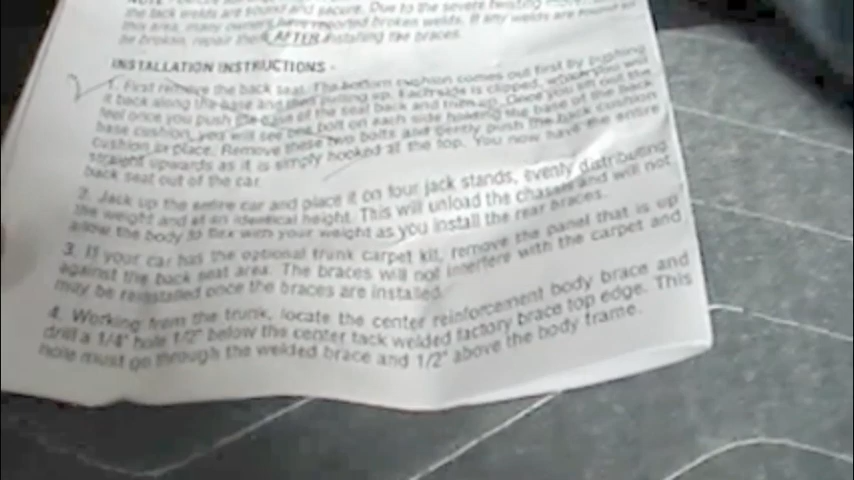 the tack welds are sound and secure. Due to the severe twisting
this area, many owners have reported broken welds. If any welds are found to
be broken, repair them AFTER installing the braces.
INSTALLATION INSTRUCTIONS -
1. First remove the back seat. The bottom cushion comes out first by pushing
it back along the base and then pulling up. Each side is clipped, which you will
feel once you push the base of the seat back and then up. Once you slid out the
base cushion, you will see one bolt on each side holding the base of the back
cushion in place. Remove these two bolts and gently push the back cushion
straight upwards as it is simply hooked at the top. You now have the entire
back seat out of the car.
2. Jack up the entire car and place it on four jack stands, evenly distributing
the weight and at an identical height. This will unload the chassis and will not
allow the body to flex with your weight as you install the rear braces.
3. If your car has the optional trunk carpet kit, remove the panel that is up
against the back seat area. The braces will not interfere with the carpet and
may be reinstalled once the braces are installed.
4. Working from the trunk, locate the center reinforcement body brace and
drill a 1/4" hole 1/2" below the center tack welded factory brace top edge. This
hole must go through the welded brace and 1/2" above the body frame.